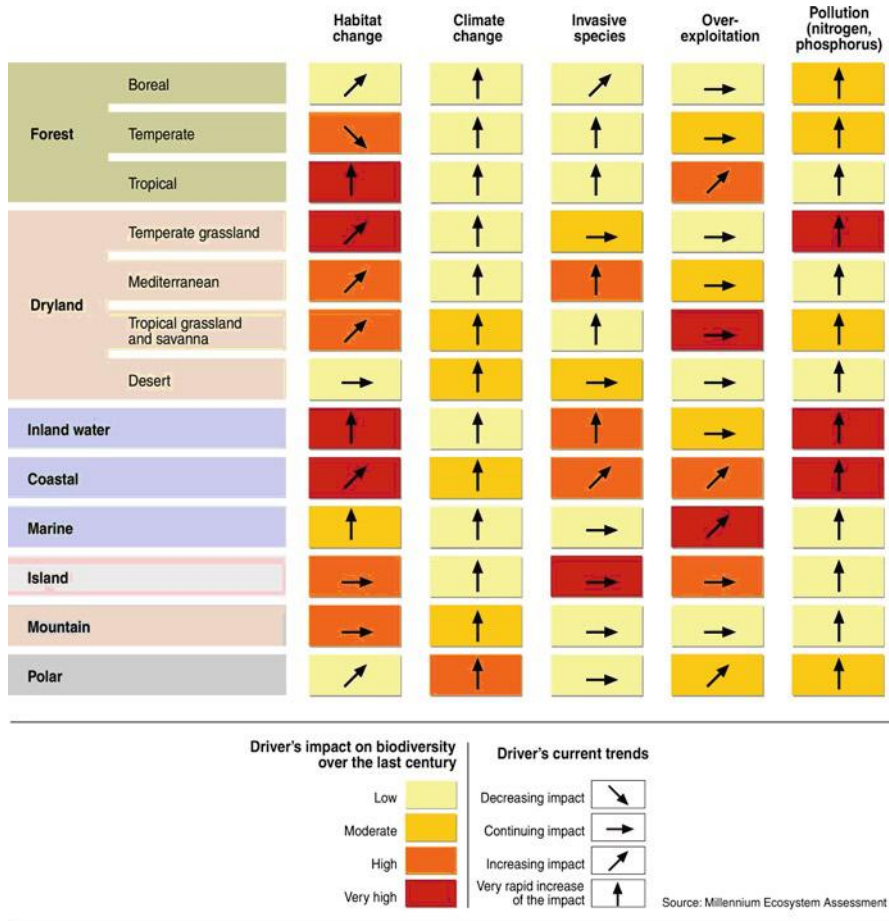 Habitat
change
Climate
change
Invasive
species
Over-
exploitation
Pollution
(nitrogen,
phosphorus)
Forest
Boreal
Temperate
Tropical
Dryland
Temperate grassland
Mediterranean
Tropical grassland
and savanna
Desert
Inland water
Coastal
Marine
Island
Mountain
Polar
Driver's impact on biodiversity
over the last century
Low
Moderate
High
Very high
Driver's current trends
Decreasing impact
Continuing impact
Increasing impact
Very rapid increase
of the impact
Source: Millennium Ecosystem Assessment